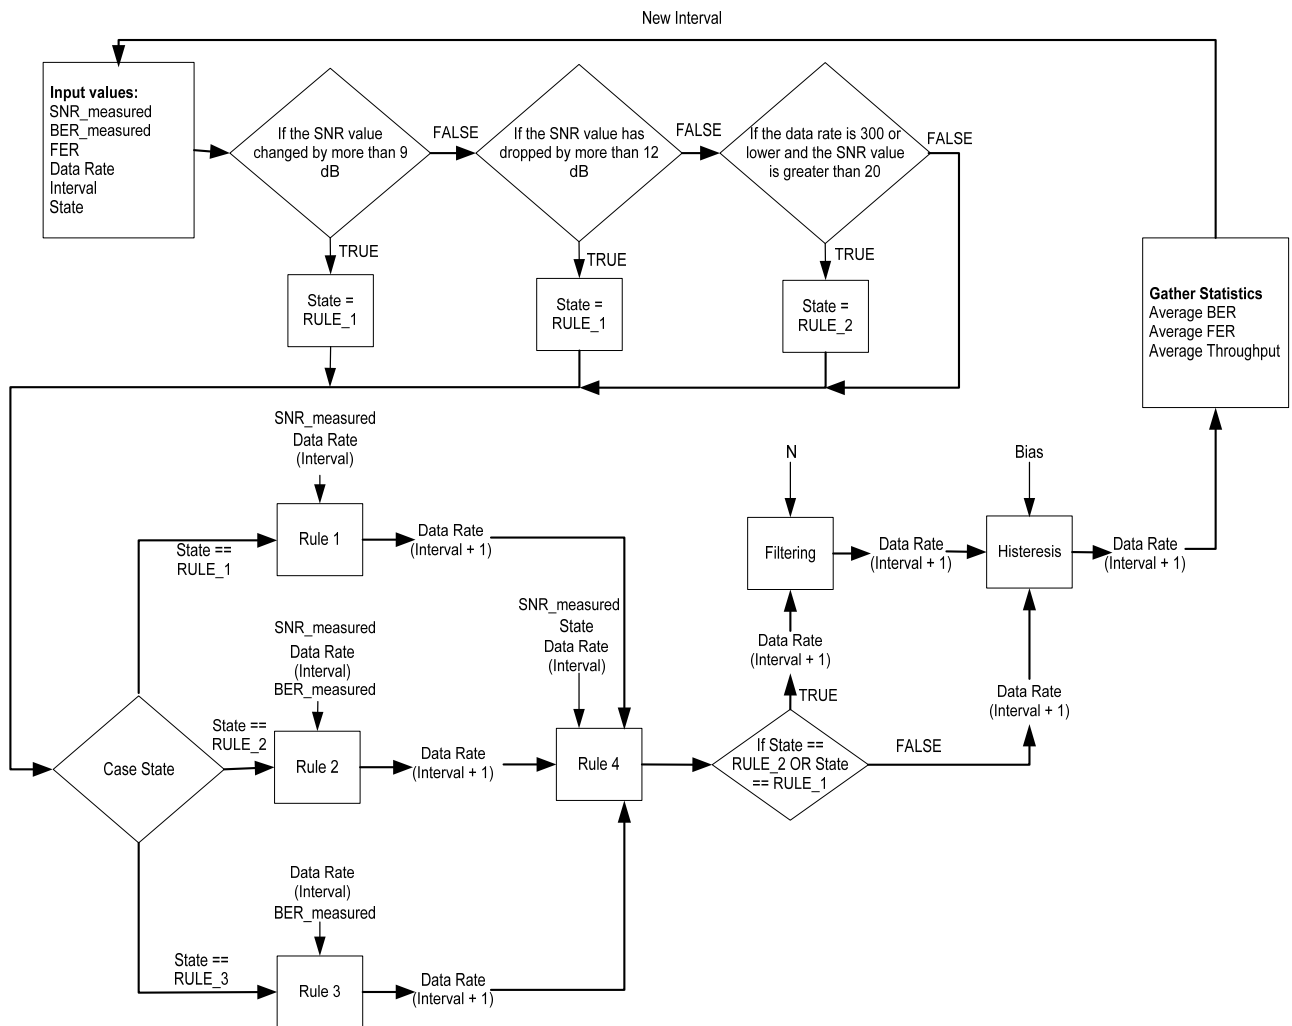 New Interval
Input values:
SNR_measured
BER_measured
FER
Data Rate
Interval
State
If the SNR value
changed by more than 9
dB
FALSE
If the SNR value has
dropped by more than 12
dB
FALSE
If the data rate is 300 or
lower and the SNR value
is greater than 20
FALSE
TRUE
TRUE
TRUE
State =
RULE_1
State =
RULE_1
State =
RULE_2
Gather Statistics
Average BER
Average FER
Average Throughput
SNR_measured
Data Rate
(Interval)
State ==
RULE_1
Rule 1
Data Rate
(Interval + 1)
N
Filtering
Data Rate
(Interval + 1)
Bias
Histeresis
Data Rate
(Interval + 1)
SNR_measured
State
Data Rate
(Interval)
SNR_measured
Data Rate
(Interval)
BER_measured
Data Rate
(Interval + 1)
Data Rate
(Interval + 1)
TRUE
Case State
State ==
RULE_2
Rule 2
Data Rate
(Interval + 1)
Rule 4
If State ==
RULE_2 OR State
== RULE_1
FALSE
Data Rate
(Interval)
BER_measured
State ==
RULE_3
Rule 3
Data Rate
(Interval + 1)